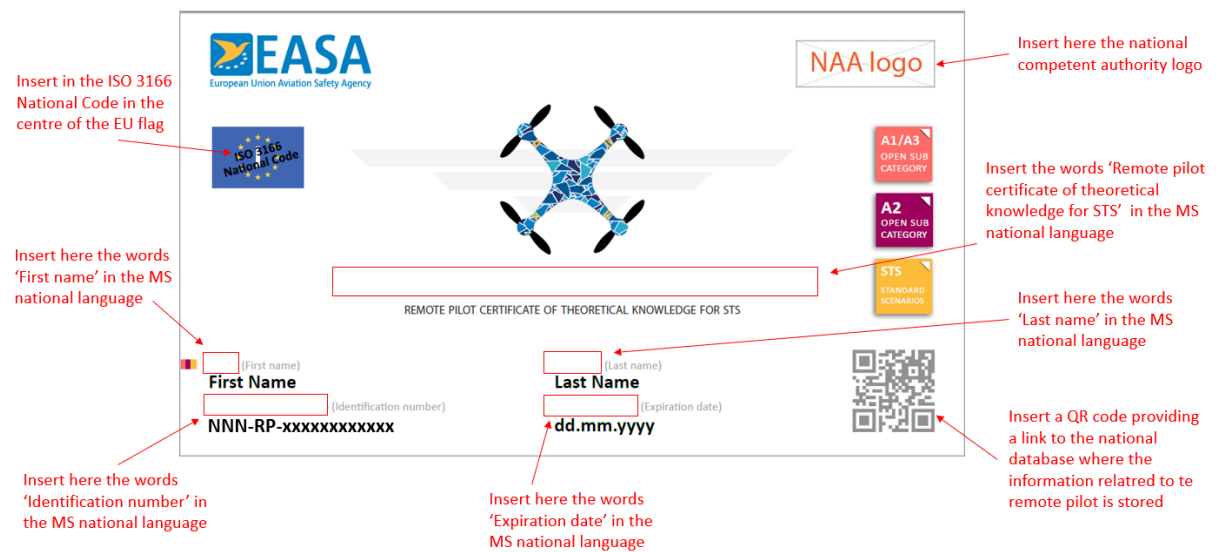 EASA
European Union Aviation Safety Agency
NAA logo
Insert here the national
competent authority logo
Insert in the ISO 3166
National Code in the
centre of the EU flag
ISO 3166
National Code
A1/A3
OPEN SUB
CATEGORY
A2
OPEN SUB
CATEGORY
STS
STANDARD
SCENARIOS
Insert the words ‘Remote pilot
certificate of theoretical
knowledge for STS’ in the MS
national language
Insert here the words
‘First name’ in the MS
national language
REMOTE PILOT CERTIFICATE OF THEORETICAL KNOWLEDGE FOR STS
Insert here the words
‘Last name’ in the MS
national language
(First name)
First Name
(Last name)
Last Name
(Identification number)
NNN-RP-xxxxxxxxxxxx
(Expiration date)
dd.mm.yyyy
Insert a QR code providing
a link to the national
database where the
information relatred to te
remote pilot is stored
Insert here the words
‘Identification number’ in
the MS national language
Insert here the words
‘Expiration date’ in the
MS national language